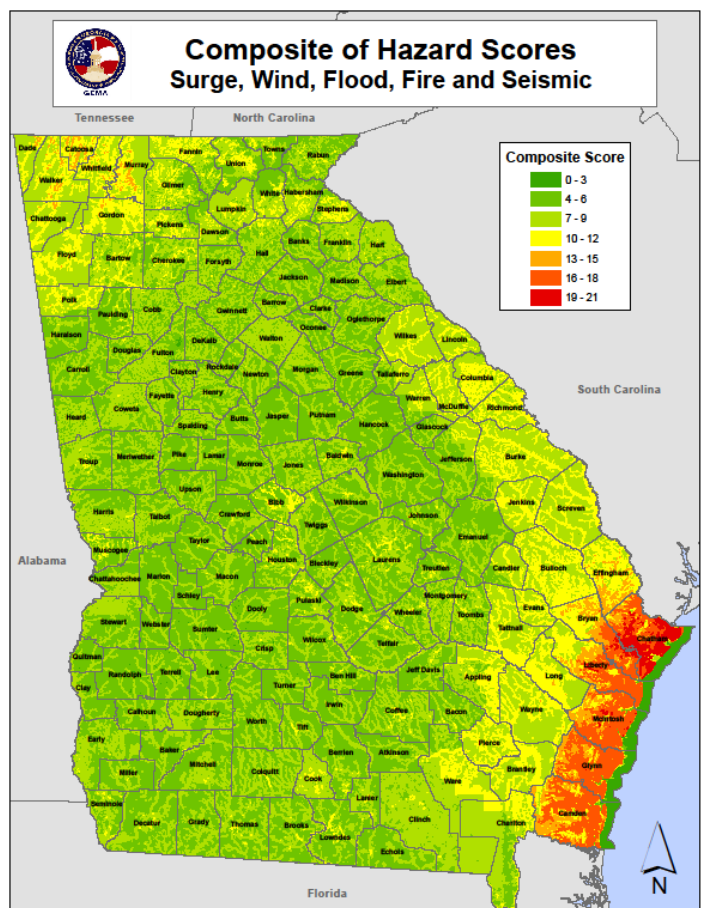 Composite of Hazard Scores
Surge, Wind, Flood, Fire and Seismic
GEMA
Tennessee
North Carolina
Composite Score
0 - 3
4 - 6
7 - 9
10 - 12
13 - 15
16 - 18
19 - 21
Dade
Catoosa
Whitfield
Murray
Fannin
Union
Towns
Rabun
Walker
Gilmer
White
Habersham
Stephens
Chattooga
Gordon
Pickens
Lumpkin
Dawson
Banks
Franklin
Hart
Floyd
Bartow
Cherokee
Forsyth
Hall
Jackson
Madison
Elbert
Polk
Paulding
Cobb
Gwinnett
Barrow
Clarke
Oconee
Oglethorpe
Haralson
Douglas
Fulton
DeKalb
Walton
Wilkes
Lincoln
Carroll
Clayton
Rockdale
Newton
Morgan
Greene
Taliaferro
Columbia
McDuffie
Warren
Richmond
South Carolina
Heard
Coweta
Fayette
Henry
Spalding
Butts
Jasper
Putnam
Hancock
Glascock
Jefferson
Burke
Troup
Meriwether
Pike
Lamar
Monroe
Jones
Baldwin
Washington
Harris
Talbot
Upson
Crawford
Bibb
Wilkinson
Johnson
Jenkins
Screven
Twiggs
Emanuel
Muscogee
Taylor
Peach
Houston
Bleckley
Laurens
Treutlen
Candler
Bulloch
Effingham
Alabama
Chattahoochee
Marion
Macon
Schley
Dooly
Pulaski
Dodge
Wheeler
Montgomery
Toombs
Tattnall
Evans
Bryan
Chatham
Stewart
Webster
Sumter
Crisp
Wilcox
Telfair
Liberty
Quitman
Randolph
Terrell
Lee
Turner
Ben Hill
Jeff Davis
Appling
Long
Clay
Calhoun
Dougherty
Worth
Irwin
Tift
Coffee
Bacon
Wayne
McIntosh
Early
Baker
Mitchell
Colquitt
Berrien
Atkinson
Pierce
Glynn
Miller
Cook
Ware
Brantley
Seminole
Decatur
Grady
Thomas
Brooks
Lowndes
Lanier
Clinch
Charlton
Camden
Echols
Florida
N